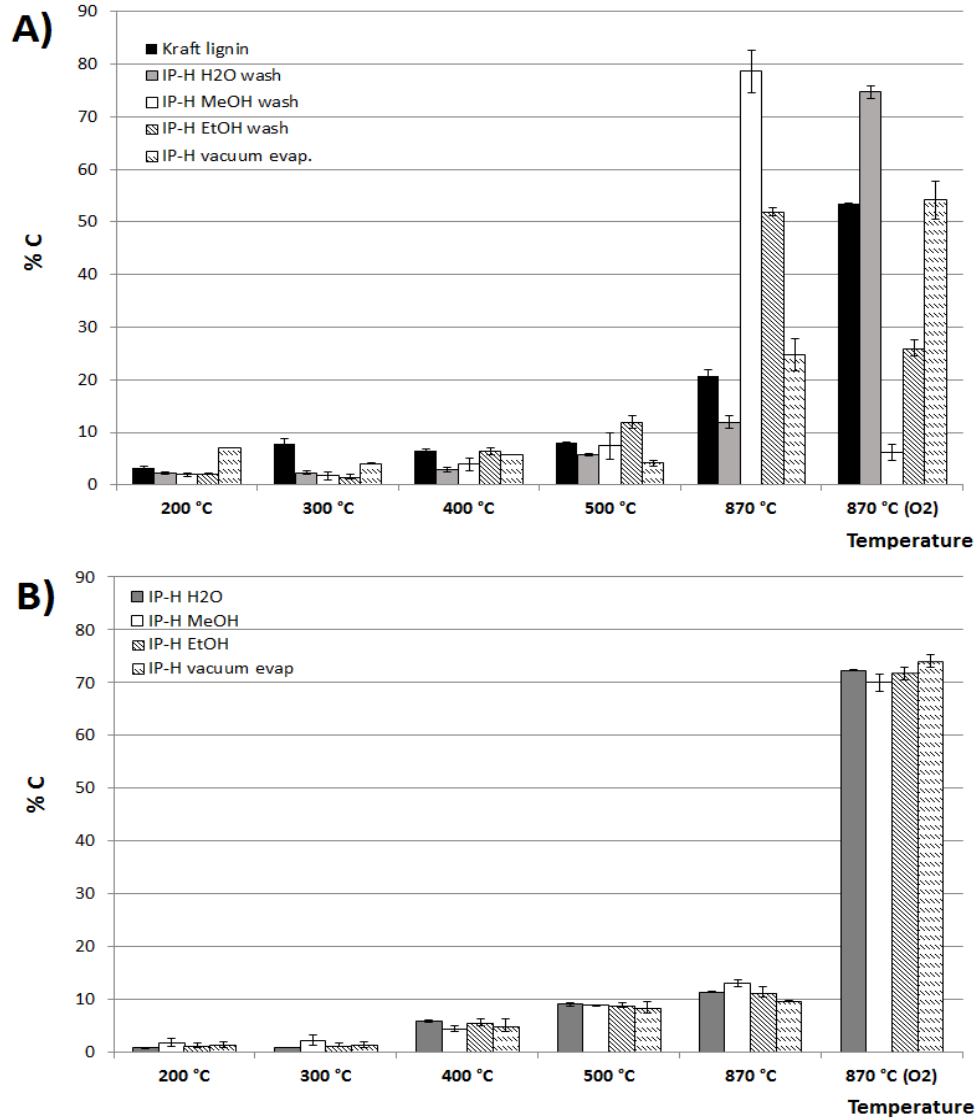 A)
90
80
70
60
50
40
30
20
10
0
% C
Kraft lignin
IP-H H2O wash
IP-H MeOH wash
IP-H EtOH wash
IP-H vacuum evap.
200 °C 300 °C 400 °C 500 °C 870 °C 870 °C (O2)
Temperature
B)
90
80
70
60
50
40
30
20
10
0
% C
IP-H H2O
IP-H MeOH
IP-H EtOH
IP-H vacuum evap
200 °C 300 °C 400 °C 500 °C 870 °C 870 °C (O2)
Temperature